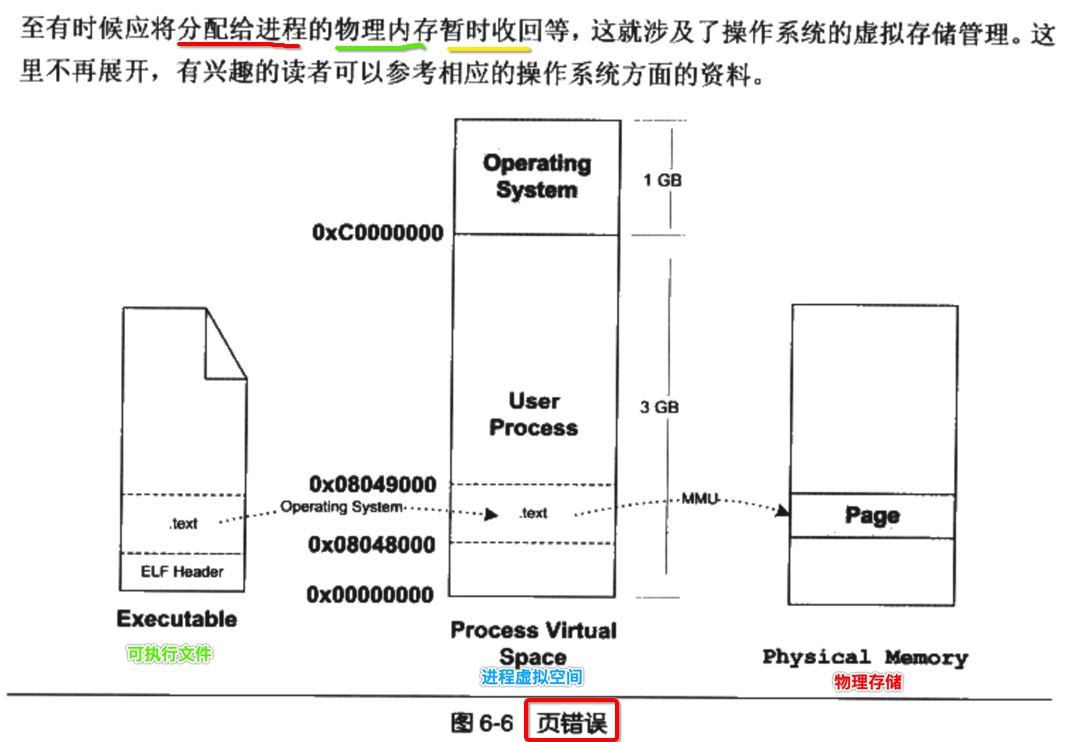 至有时候应将分配给进程的物理内存暂时收回等，这就涉及了操作系统的虚拟存储管理。这
里不再展开，有兴趣的读者可以参考相应的操作系统方面的资料。
Operating
System
1 GB
0xC0000000
User
Process
3 GB
0x08049000
.text
Operating System
.text
MMU
Page
0x08048000
ELF Header
0x00000000
Executable
可执行文件
Process Virtual
Space
进程虚拟空间
Physical Memory
物理存储
图 6-6 页错误